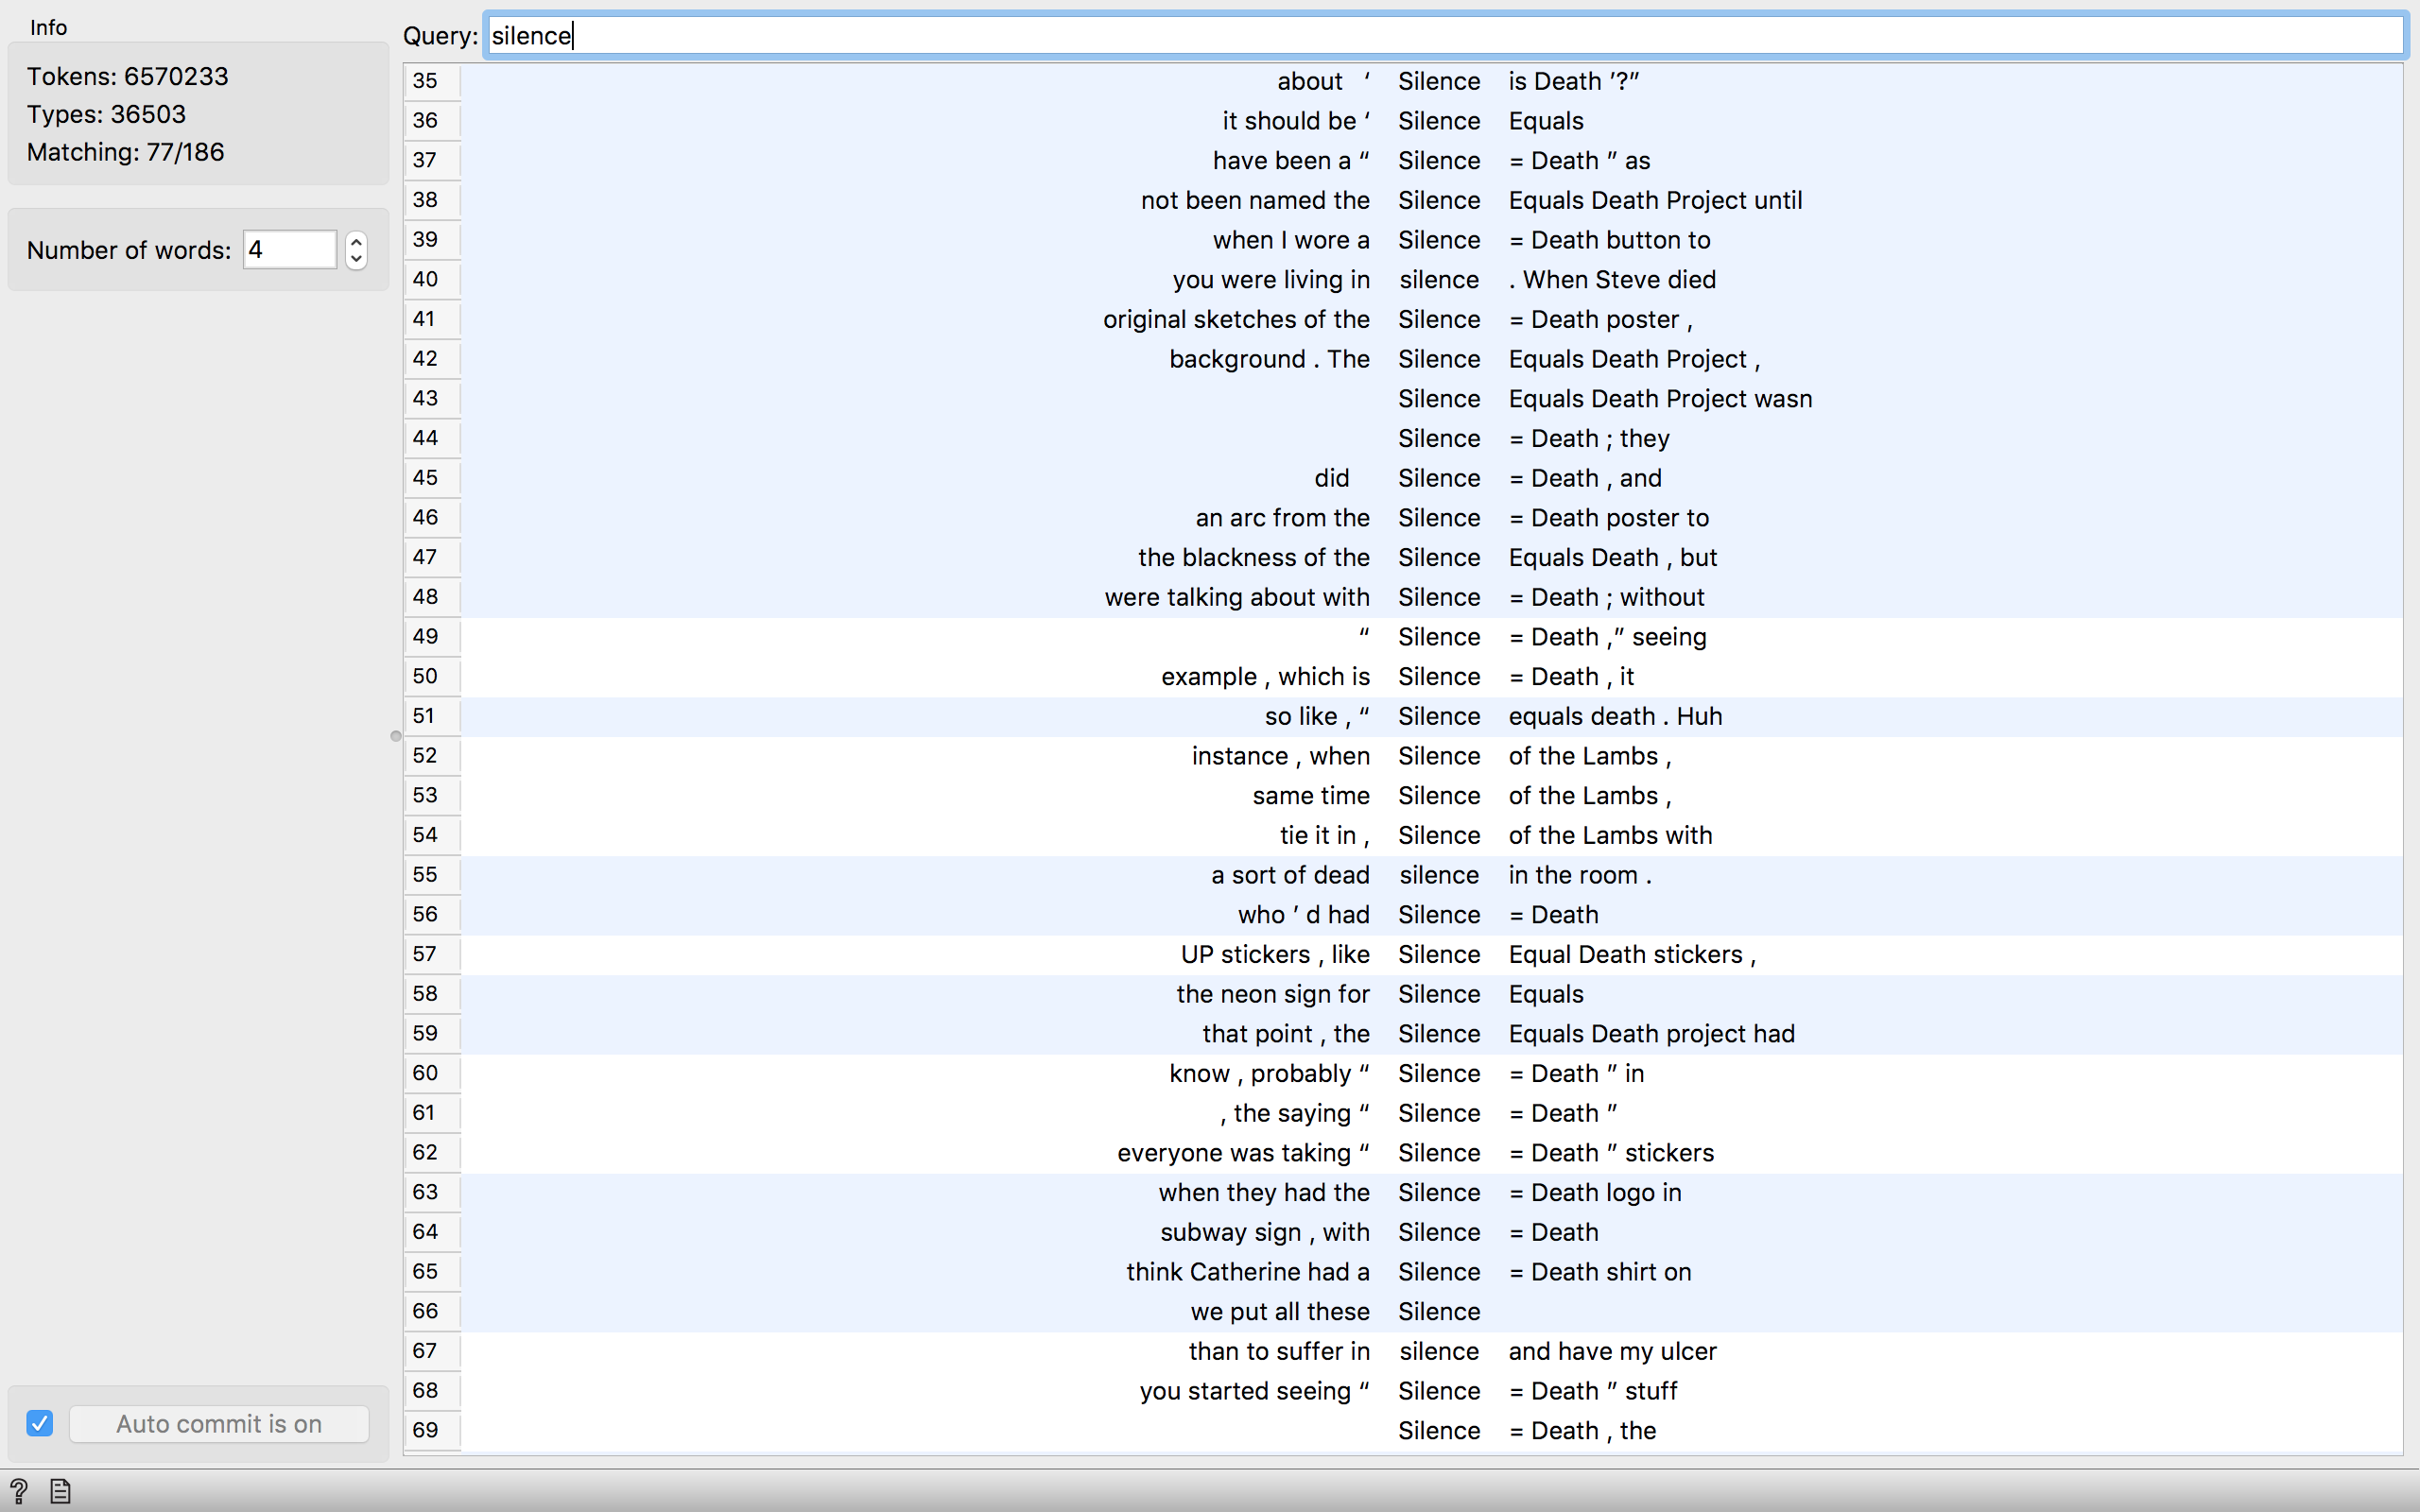 Info
Tokens: 6570233
Types: 36503
Matching: 77/186
Number of words: 4
Auto commit is on
Query: silence
35 about ‘ Silence is Death ’?”
36 it should be ‘ Silence Equals
37 have been a “ Silence = Death ” as
38 not been named the Silence Equals Death Project until
39 when I wore a Silence = Death button to
40 you were living in silence . When Steve died
41 original sketches of the Silence = Death poster ,
42 background . The Silence Equals Death Project ,
43 Silence Equals Death Project wasn
44 Silence = Death ; they
45 did Silence = Death , and
46 an arc from the Silence = Death poster to
47 the blackness of the Silence Equals Death , but
48 were talking about with Silence = Death ; without
49 “ Silence = Death ,” seeing
50 example , which is Silence = Death , it
51 so like , “ Silence equals death . Huh
52 instance , when Silence of the Lambs ,
53 same time Silence of the Lambs ,
54 tie it in , Silence of the Lambs with
55 a sort of dead silence in the room .
56 who ’ d had Silence = Death
57 UP stickers , like Silence Equal Death stickers ,
58 the neon sign for Silence Equals
59 that point , the Silence Equals Death project had
60 know , probably “ Silence = Death ” in
61 , the saying “ Silence = Death ”
62 everyone was taking “ Silence = Death ” stickers
63 when they had the Silence = Death logo in
64 subway sign , with Silence = Death
65 think Catherine had a Silence = Death shirt on
66 we put all these Silence
67 than to suffer in silence and have my ulcer
68 you started seeing “ Silence = Death ” stuff
69 Silence = Death , the